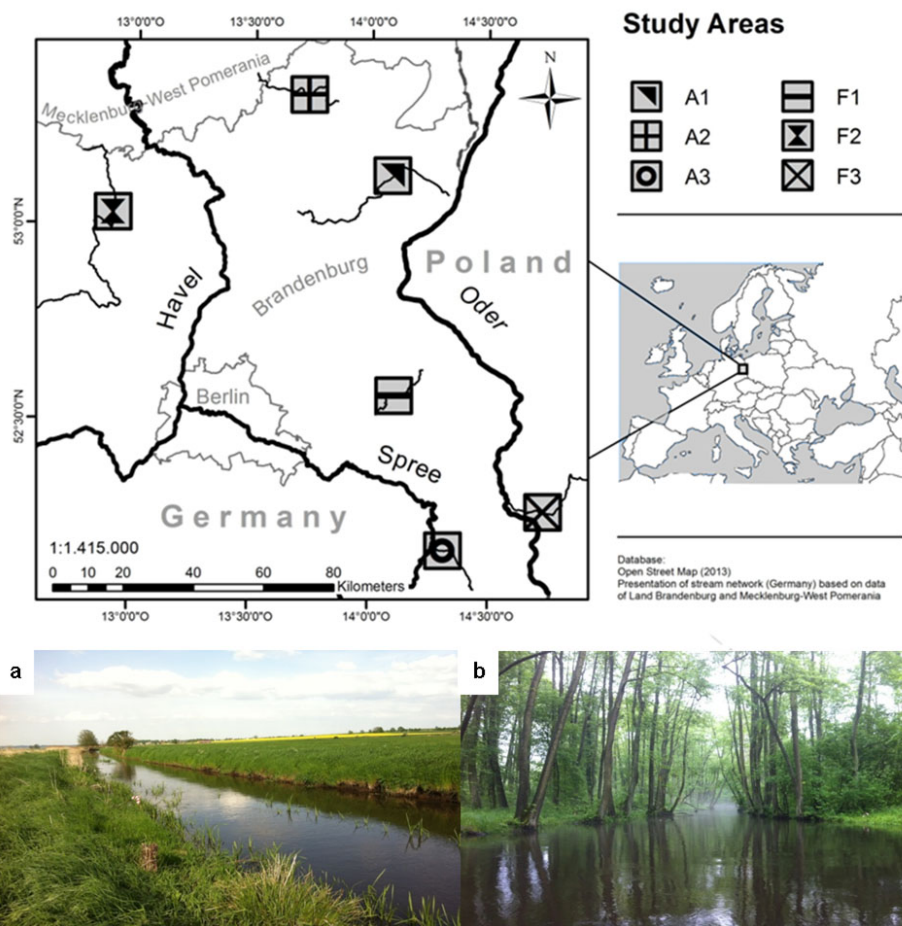 13°0'0"O
14°0'0"O
14°30'0"O
Study Areas
N
Mecklenburg-West Pomerania
A1
F1
A2
F2
A3
F3
53°0'0"N
Poland
Brandenburg
Havel
Oder
Berlin
52°30'0"N
Spree
Germany
1:1.415.000
0 10 20 40 60 80
Kilometers
13°0'0"O
13°30'0"O
14°0'0"O
14°30'0"O
Database:
Open Street Map (2013)
Presentation of stream network (Germany) based on data
of Land Brandenburg and Mecklenburg-West Pomerania
a
b